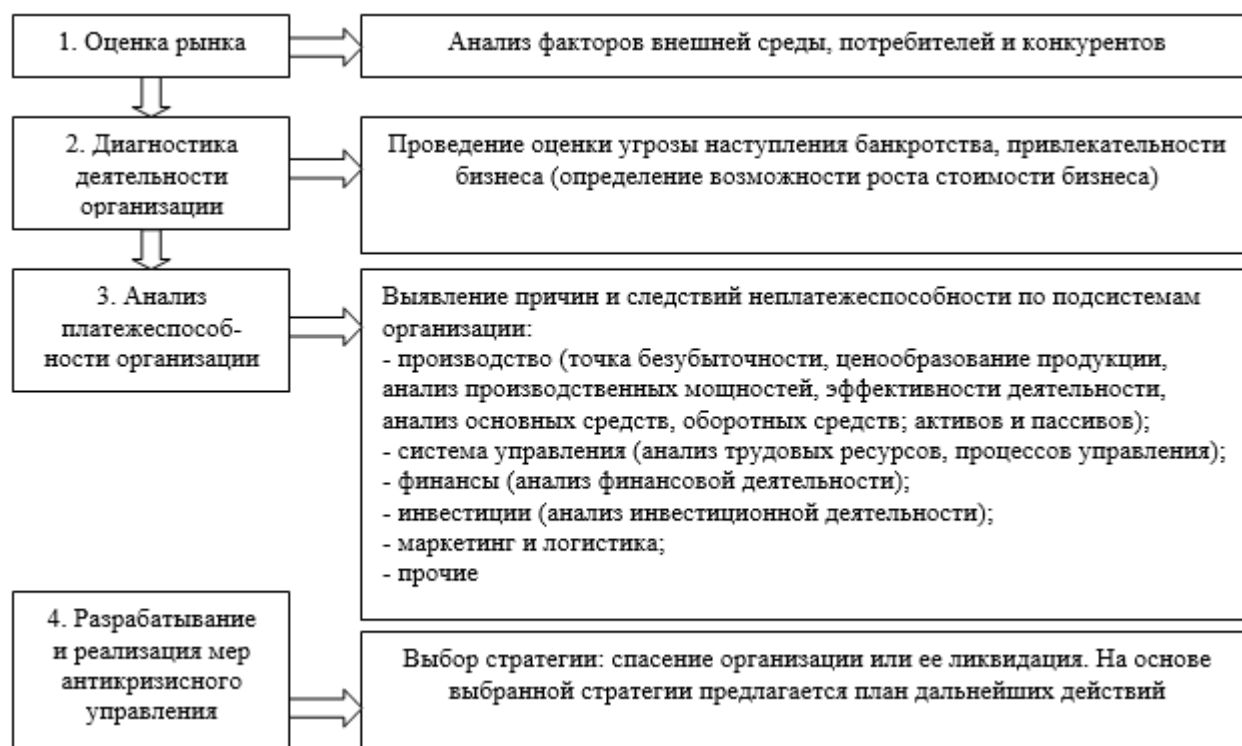 1. Оценка рынка
Анализ факторов внешней среды, потребителей и конкурентов
2. Диагностика
деятельности
организации
Проведение оценки угрозы наступления банкротства, привлекательности
бизнеса (определение возможности роста стоимости бизнеса)
3. Анализ
платежеспособ-
ности организации
Выявление причин и следствий неплатежеспособности по подсистемам
организации:
- производство (точка безубыточности, ценообразование продукции,
анализ производственных мощностей, эффективности деятельности,
анализ основных средств, оборотных средств; активов и пассивов);
- система управления (анализ трудовых ресурсов, процессов управления);
- финансы (анализ финансовой деятельности);
- инвестиции (анализ инвестиционной деятельности);
- маркетинг и логистика;
- прочие
4. Разрабатывание
и реализация мер
антикризисного
управления
Выбор стратегии: спасение организации или ее ликвидация. На основе
выбранной стратегии предлагается план дальнейших действий